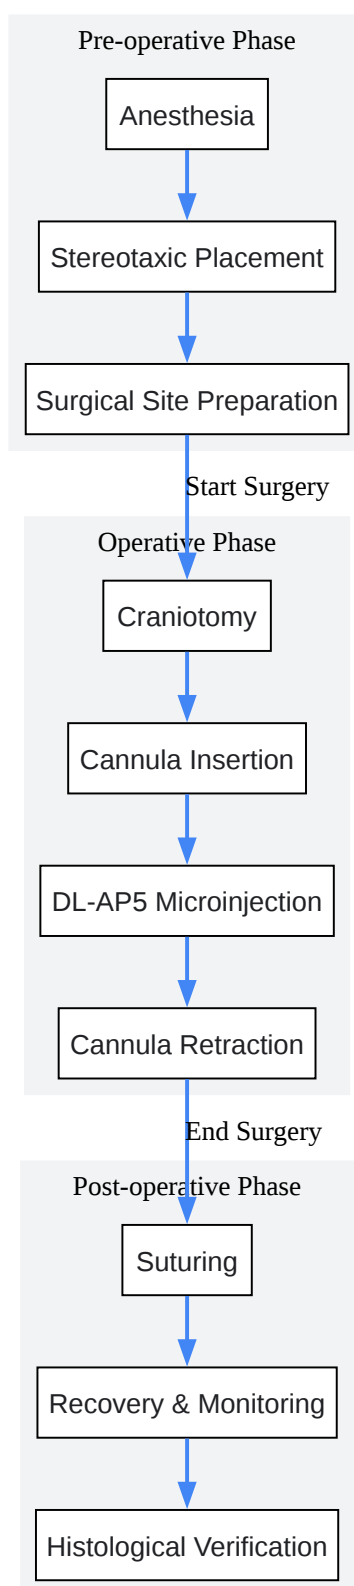 Pre-operative Phase
Anesthesia
Stereotaxic Placement
Surgical Site Preparation
Start Surgery
Operative Phase
Craniotomy
Cannula Insertion
DL-AP5 Microinjection
Cannula Retraction
End Surgery
Post-operative Phase
Suturing
Recovery & Monitoring
Histological Verification